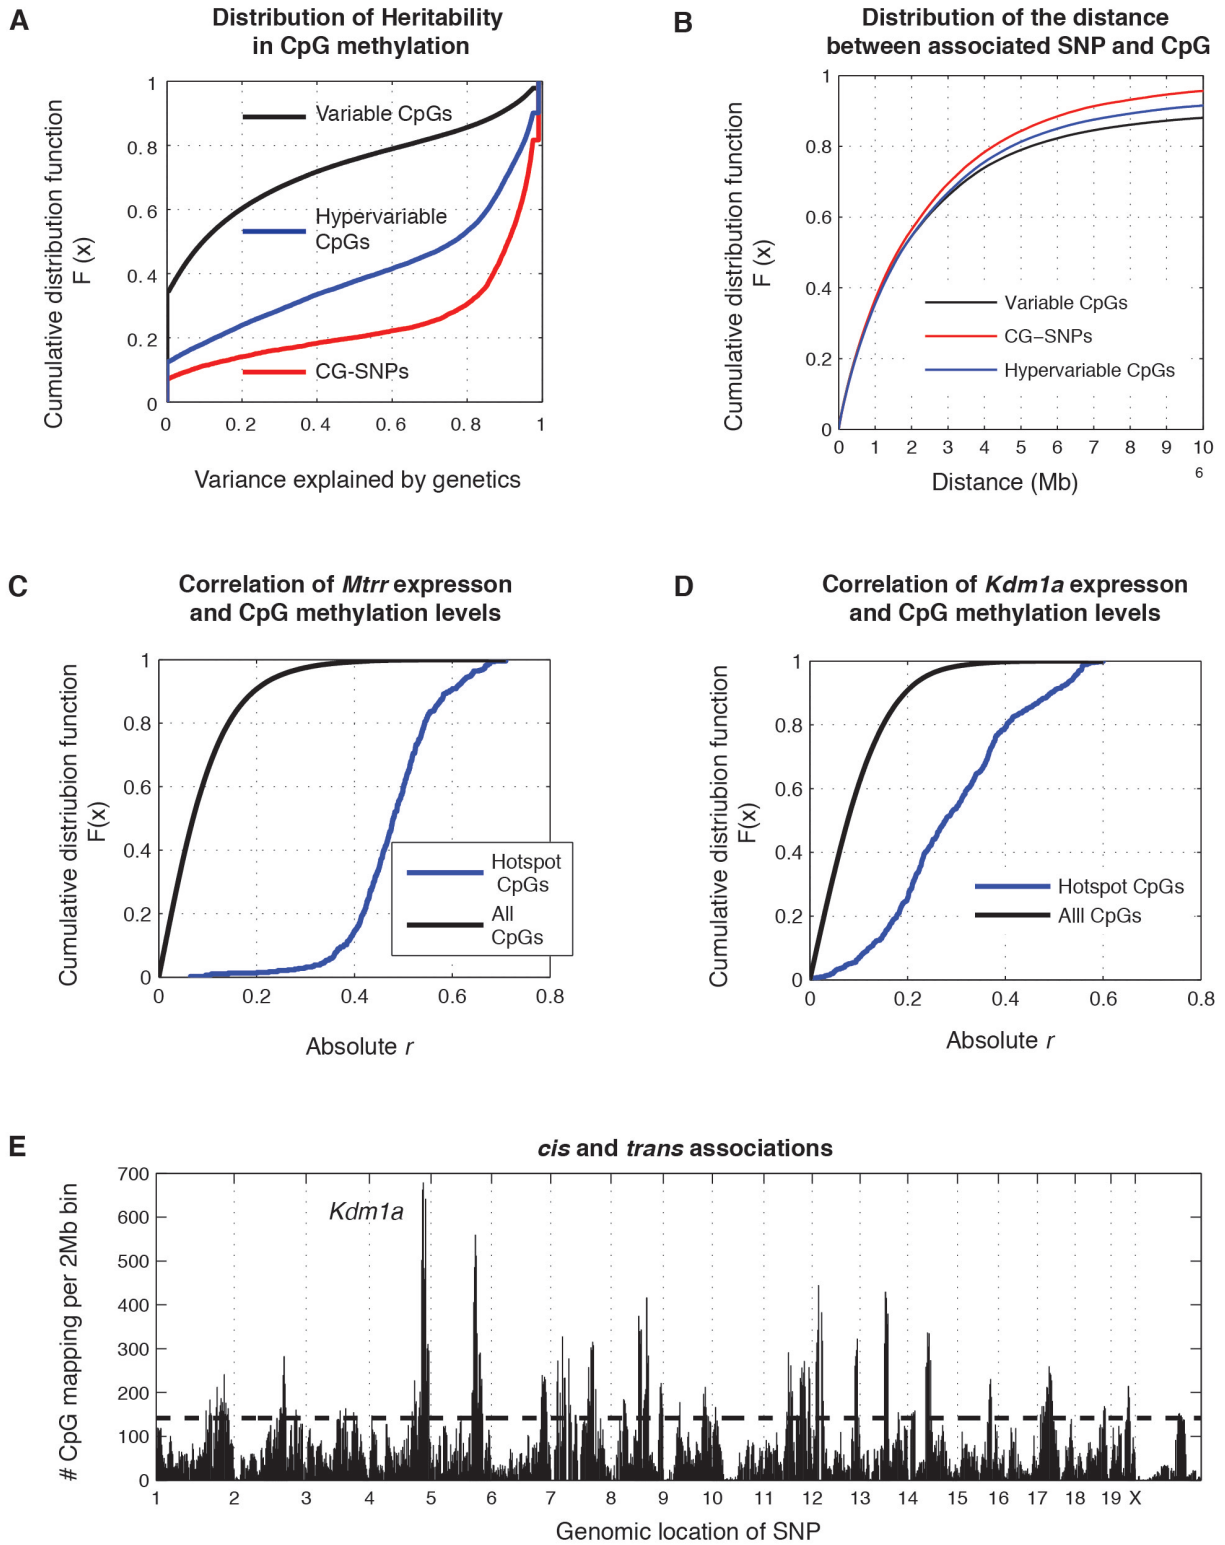 A
Distribution of Heritability
in CpG methylation
Cumulative distribution function
F (x)
1
0.8
0.6
0.4
0.2
0
Variable CpGs
Hypervariable
CpGs
CG-SNPs
0 0. 2 0. 4 0.6 0.8 1
Variance explained by genetics
B
Distribution of the distance
between associated SNP and CpG
Cumulative distribution function
F (x)
1
0.8
0.6
0.4
0.2
0
Variable CpGs
CG–SNPs
Hypervariable CpGs
0 1 2 3 4 5 6 7 8 9 10
6
Distance (Mb)
C
Correlation of Mtrr expresson
and CpG methylation levels
Cumulative distriubion function
F(x)
1
0.8
0.6
0.4
0.2
0
Hotspot
CpGs
All
CpGs
0 0.2 0.4 0.6 0.8
Absolute r
D
Correlation of Kdm1a expresson
and CpG methylation levels
Cumulative distriubion function
F(x)
1
0.8
0.6
0.4
0.2
0
Hotspot CpGs
Alll CpGs
0 0.2 0.4 0.6 0.8
Absolute r
E
cis and trans associations
# CpG mapping per 2Mb bin
700
600
500
400
300
200
100
0
Kdm1a
1 2 3 4 5 6 7 8 9 10 11 12 13 14 15 16 17 18 19 X
Genomic location of SNP